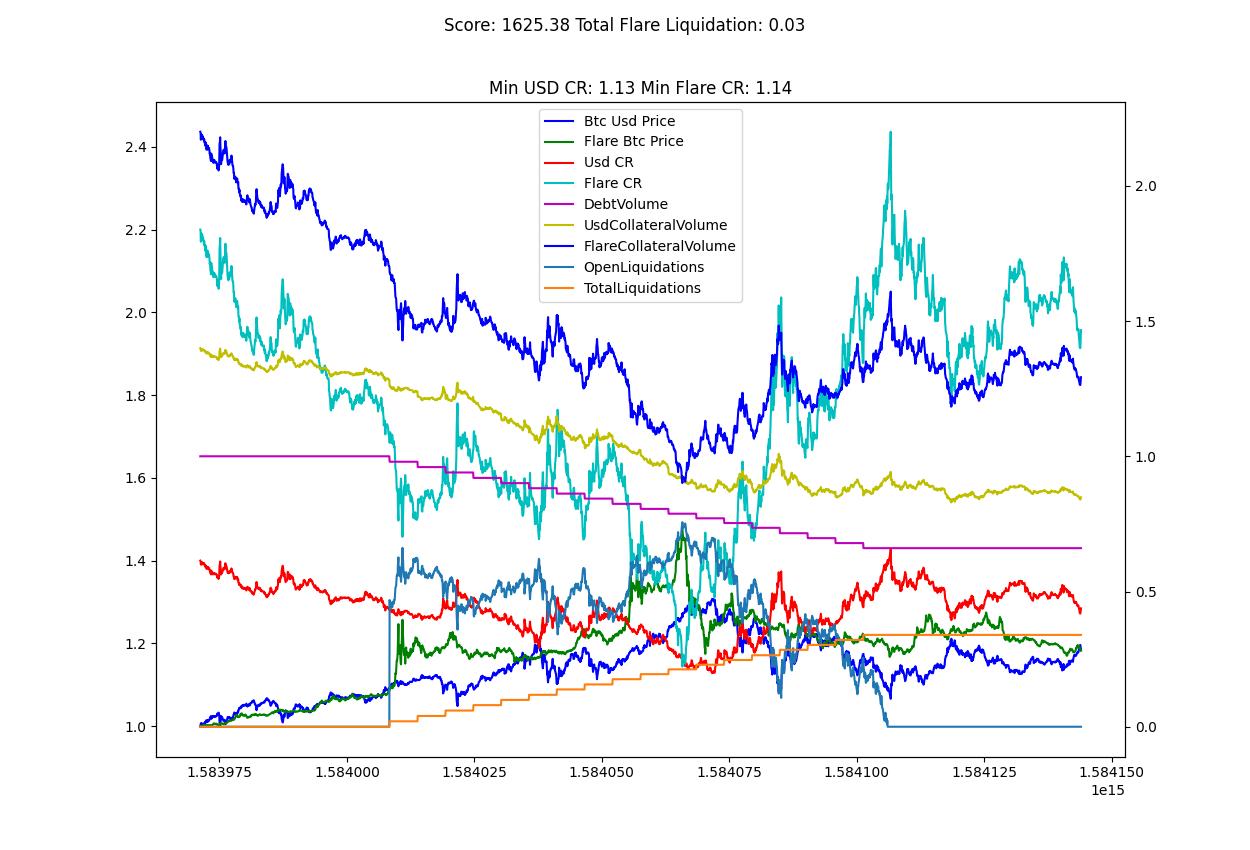 Score: 1625.38 Total Flare Liquidation: 0.03
Min USD CR: 1.13 Min Flare CR: 1.14
Btc Usd Price
Flare Btc Price
Usd CR
Flare CR
DebtVolume
UsdCollateralVolume
FlareCollateralVolume
OpenLiquidations
TotalLiquidations
2.4
2.2
2.0
1.8
1.6
1.4
1.2
1.0
2.0
1.5
1.0
0.5
0.0
1.583975 1.584000 1.584025 1.584050 1.584075 1.584100 1.584125 1.584150
1e15